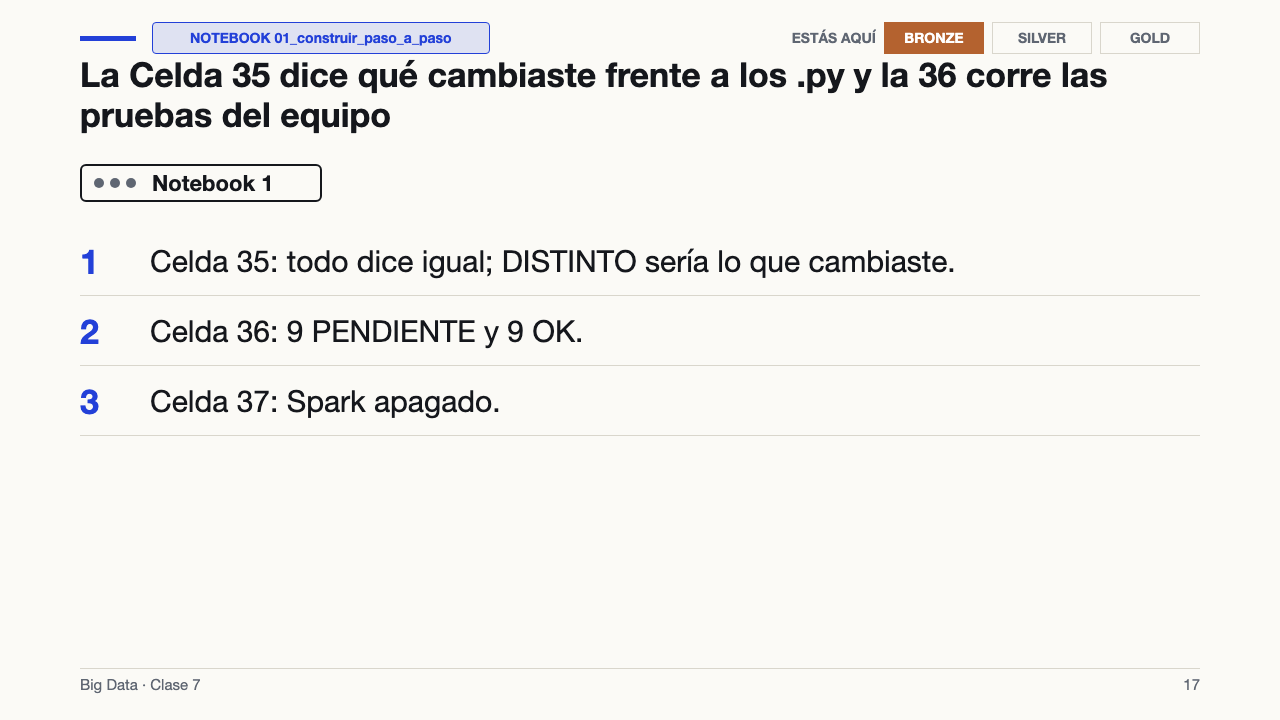 NOTEBOOK 01_construir_paso_a_paso
ESTÁS AQUÍ
BRONZE
SILVER
GOLD
La Celda 35 dice qué cambiaste frente a los .py y la 36 corre las
pruebas del equipo
Notebook 1
1 Celda 35: todo dice igual; DISTINTO sería lo que cambiaste.
2 Celda 36: 9 PENDIENTE y 9 OK.
3 Celda 37: Spark apagado.
Big Data · Clase 7
17